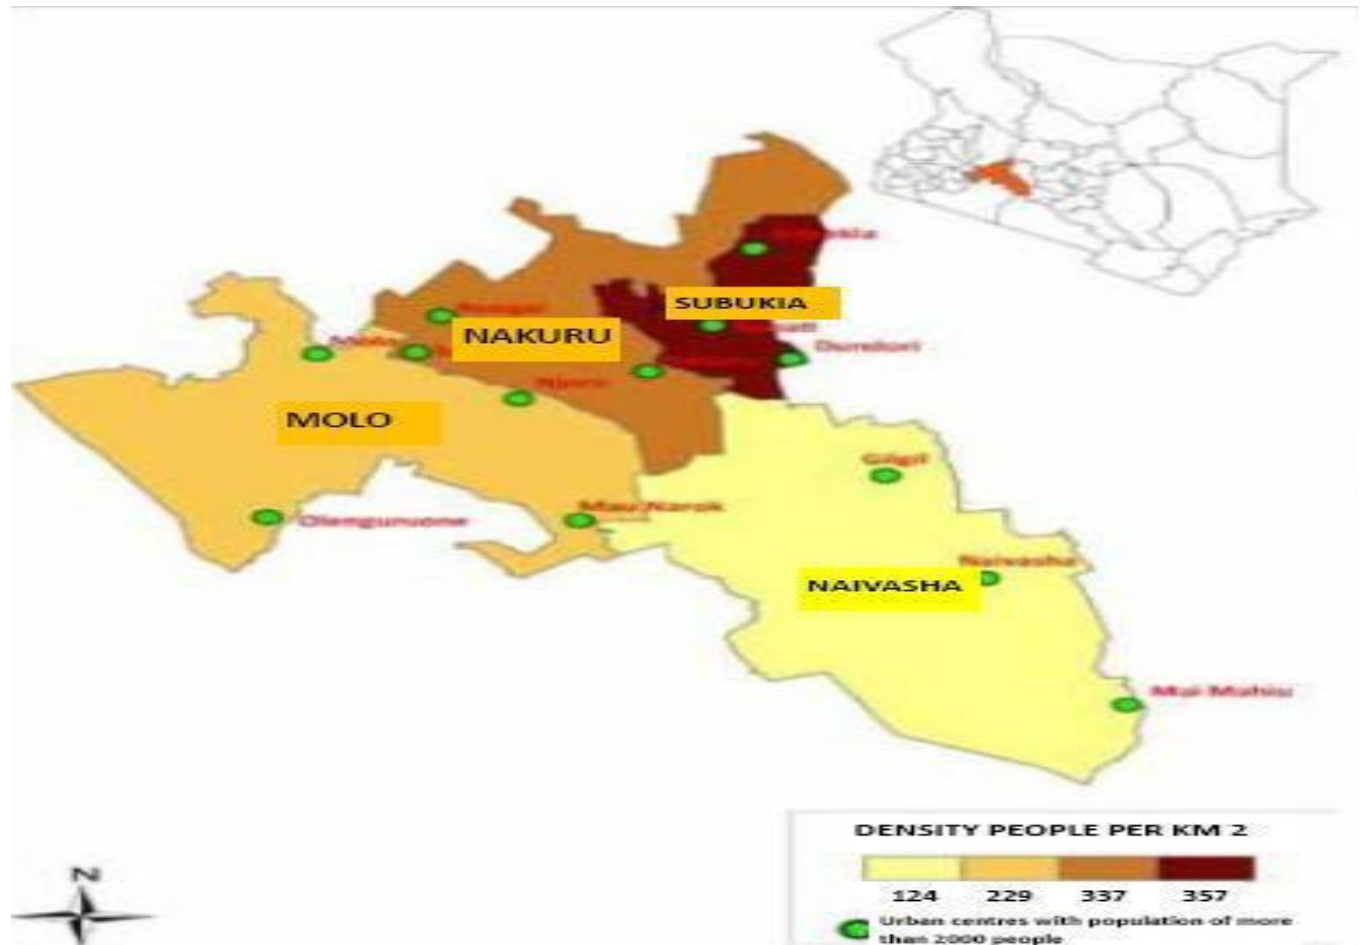 SUBUKIA
NAKURU
Dundori
Njoro
MOLO
Gilgil
Mau Narok
Olenguruone
Naivasha
NAIVASHA
Mai Mahiu
DENSITY PEOPLE PER KM 2
124 229 337 357
N
Urban centres with population of more
than 2000 people